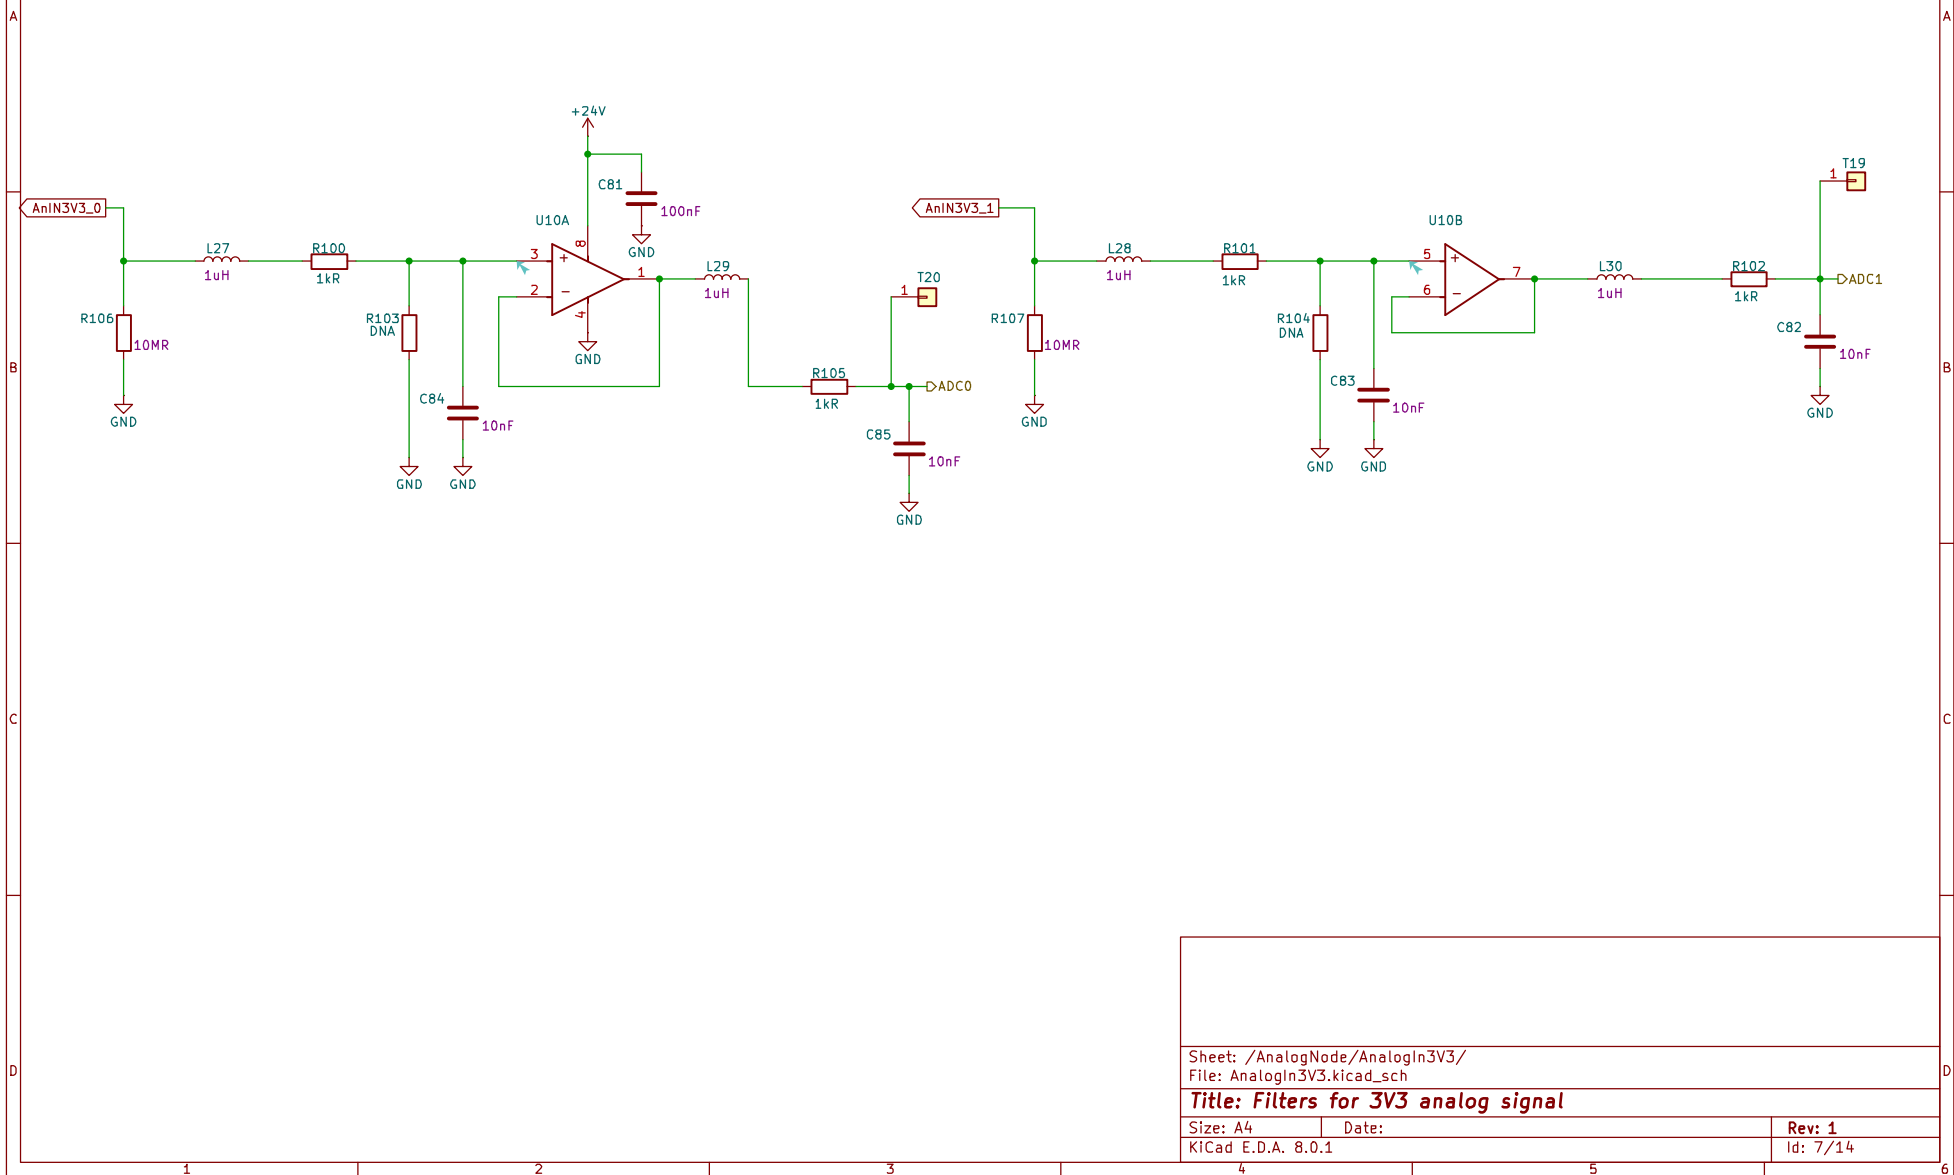 A
A
+24V
T19
1
C81
100nF
GND
AnIN3V3_0
AnIN3V3_1
U10A
8
U10B
L27
1uH
R100
1kR
3
+
2
−
1
4
GND
L29
1uH
T20
1
L28
1uH
R101
1kR
5
+
6
−
7
L30
1uH
R102
1kR
ADC1
R106
10MR
GND
R103
DNA
GND
C84
10nF
GND
R105
1kR
ADC0
C85
10nF
GND
R107
10MR
GND
R104
DNA
GND
C83
10nF
GND
C82
10nF
GND
B
B
C
C
D
D
Sheet: /AnalogNode/AnalogIn3V3/
File: AnalogIn3V3.kicad_sch
Title: Filters for 3V3 analog signal
Size: A4
Date:
Rev: 1
KiCad E.D.A. 8.0.1
Id: 7/14
1
2
3
4
5
6